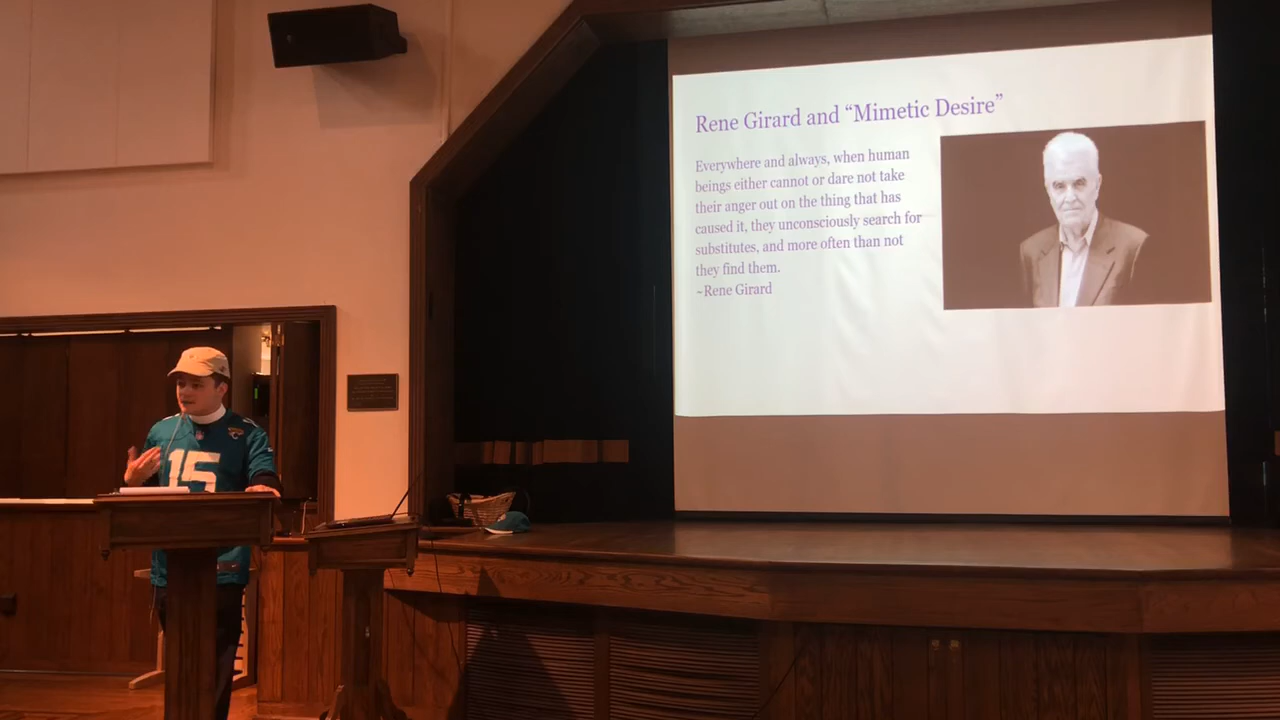 Rene Girard and “Mimetic Desire”
Everywhere and always, when human
beings either cannot or dare not take
their anger out on the thing that has
caused it, they unconsciously search for
substitutes, and more often than not
they find them.
~Rene Girard
15